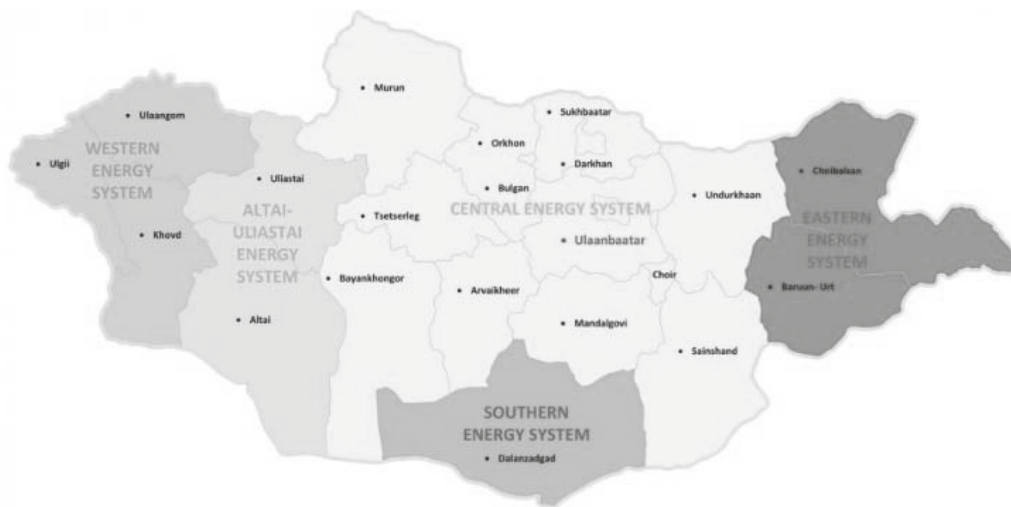 Murun
Ulaangom
Sukhbaatar
Orkhon
WESTERN
ENERGY
SYSTEM
Ulgii
Darkhan
Choibalsan
Uliastai
Bulgan
Undurkhaan
ALTAI-
ULIASTAI
ENERGY
SYSTEM
Tsetserleg
CENTRAL ENERGY SYSTEM
EASTERN
ENERGY
SYSTEM
Khovd
Ulaanbaatar
Bayankhongor
Choir
Arvaikheer
Baruun- Urt
Altai
Mandalgovi
Sainshand
SOUTHERN
ENERGY SYSTEM
Dalanzadgad